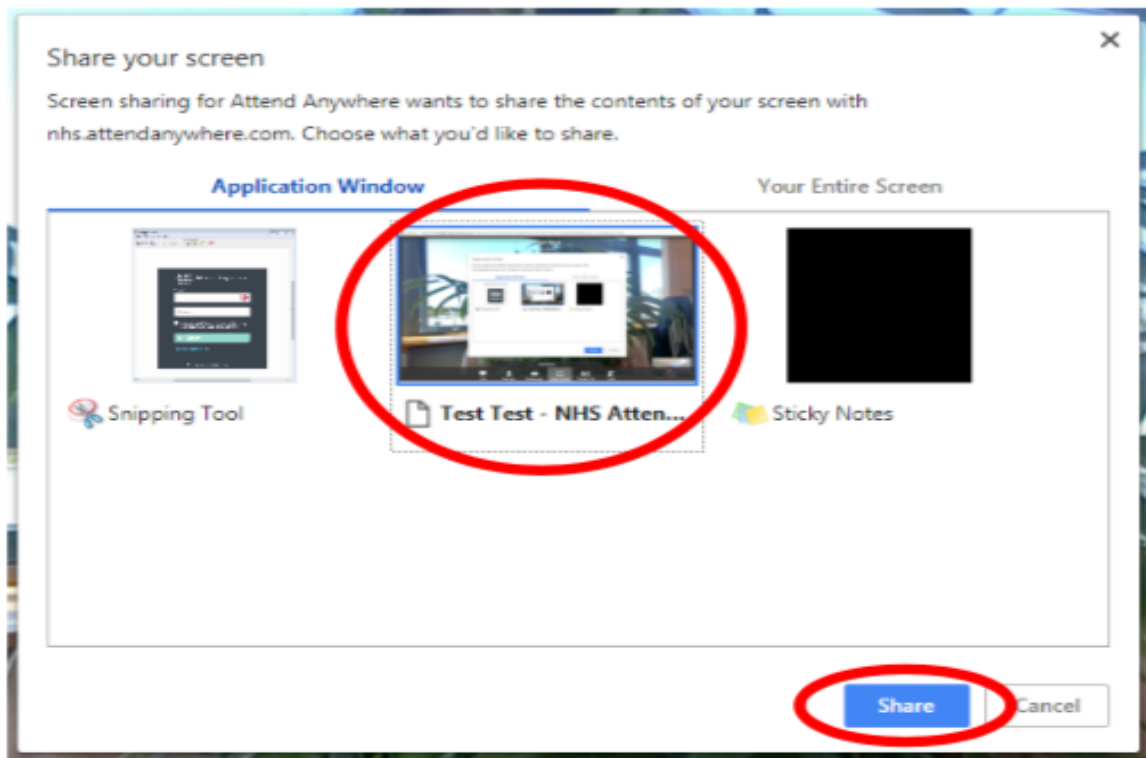 Share your screen
Screen sharing for Attend Anywhere wants to share the contents of your screen with
nhs.attendanywhere.com. Choose what you'd like to share.
Application Window
Your Entire Screen
Snipping Tool
Test Test - NHS Atten...
Sticky Notes
Share
Cancel